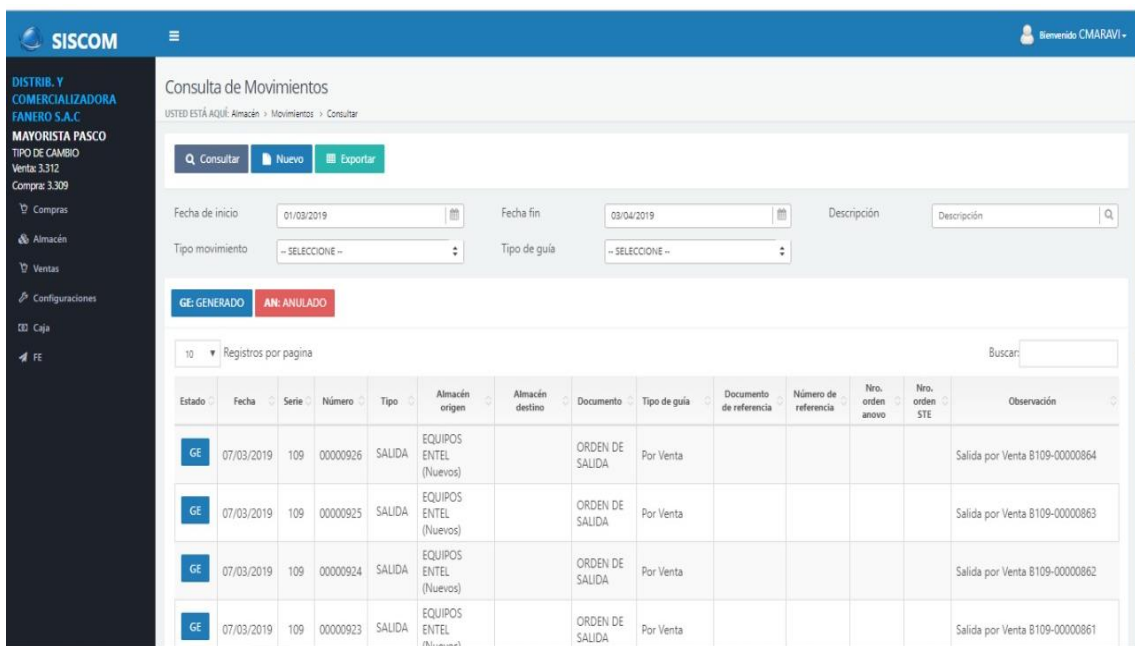 SISCOM
Bienvenido CMARAVI
DISTRIB. Y
COMERCIALIZADORA
FANERO S.A.C
MAYORISTA PASCO
TIPO DE CAMBIO
Venta: 3.312
Compra: 3.309
Compras
Almacén
Ventas
Configuraciones
Caja
FE
Consulta de Movimientos
USTED ESTÁ AQUÍ: Almacén > Movimientos > Consultar
Consultar Nuevo Exportar
Fecha de inicio 01/03/2019 Fecha fin 03/04/2019 Descripción Descripción
Tipo movimiento -- SELECCIONE -- Tipo de guía -- SELECCIONE --
GE: GENERADO AN: ANULADO
10 Registros por pagina Buscar:
Estado Fecha Serie Número Tipo Almacén origen Almacén destino Documento Tipo de guía Documento de referencia Número de referencia Nro. orden anovo Nro. orden STE Observación
GE 07/03/2019 109 00000926 SALIDA EQUIPOS ENTEL (Nuevos) ORDEN DE SALIDA Por Venta Salida por Venta B109-00000864
GE 07/03/2019 109 00000925 SALIDA EQUIPOS ENTEL (Nuevos) ORDEN DE SALIDA Por Venta Salida por Venta B109-00000863
GE 07/03/2019 109 00000924 SALIDA EQUIPOS ENTEL (Nuevos) ORDEN DE SALIDA Por Venta Salida por Venta B109-00000862
GE 07/03/2019 109 00000923 SALIDA EQUIPOS ENTEL (Nuevos) ORDEN DE SALIDA Por Venta Salida por Venta B109-00000861